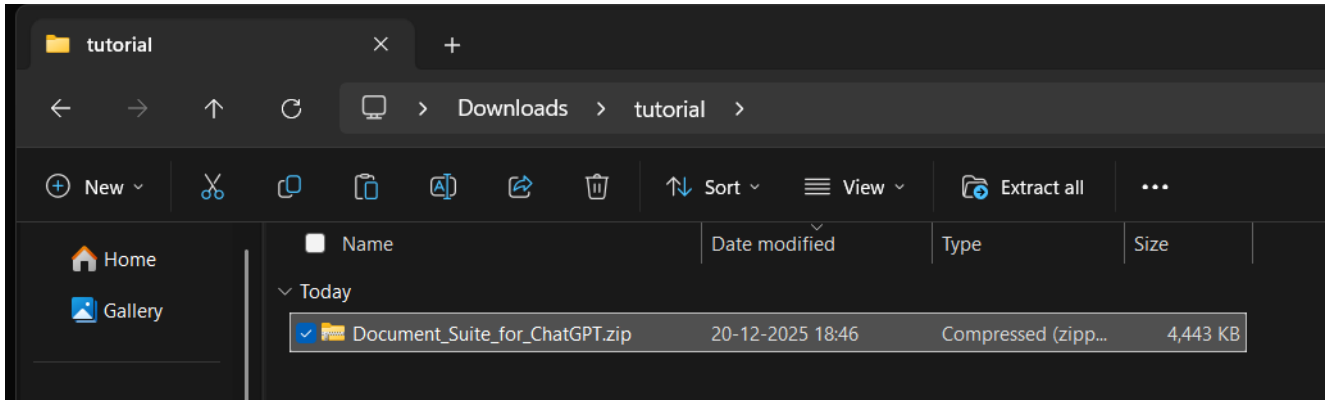 tutorial
Downloads > tutorial >
New Sort View Extract all
Name Date modified Type Size
Home
Gallery
Today
Document_Suite_for_ChatGPT.zip 20-12-2025 18:46 Compressed (zipp... 4,443 KB